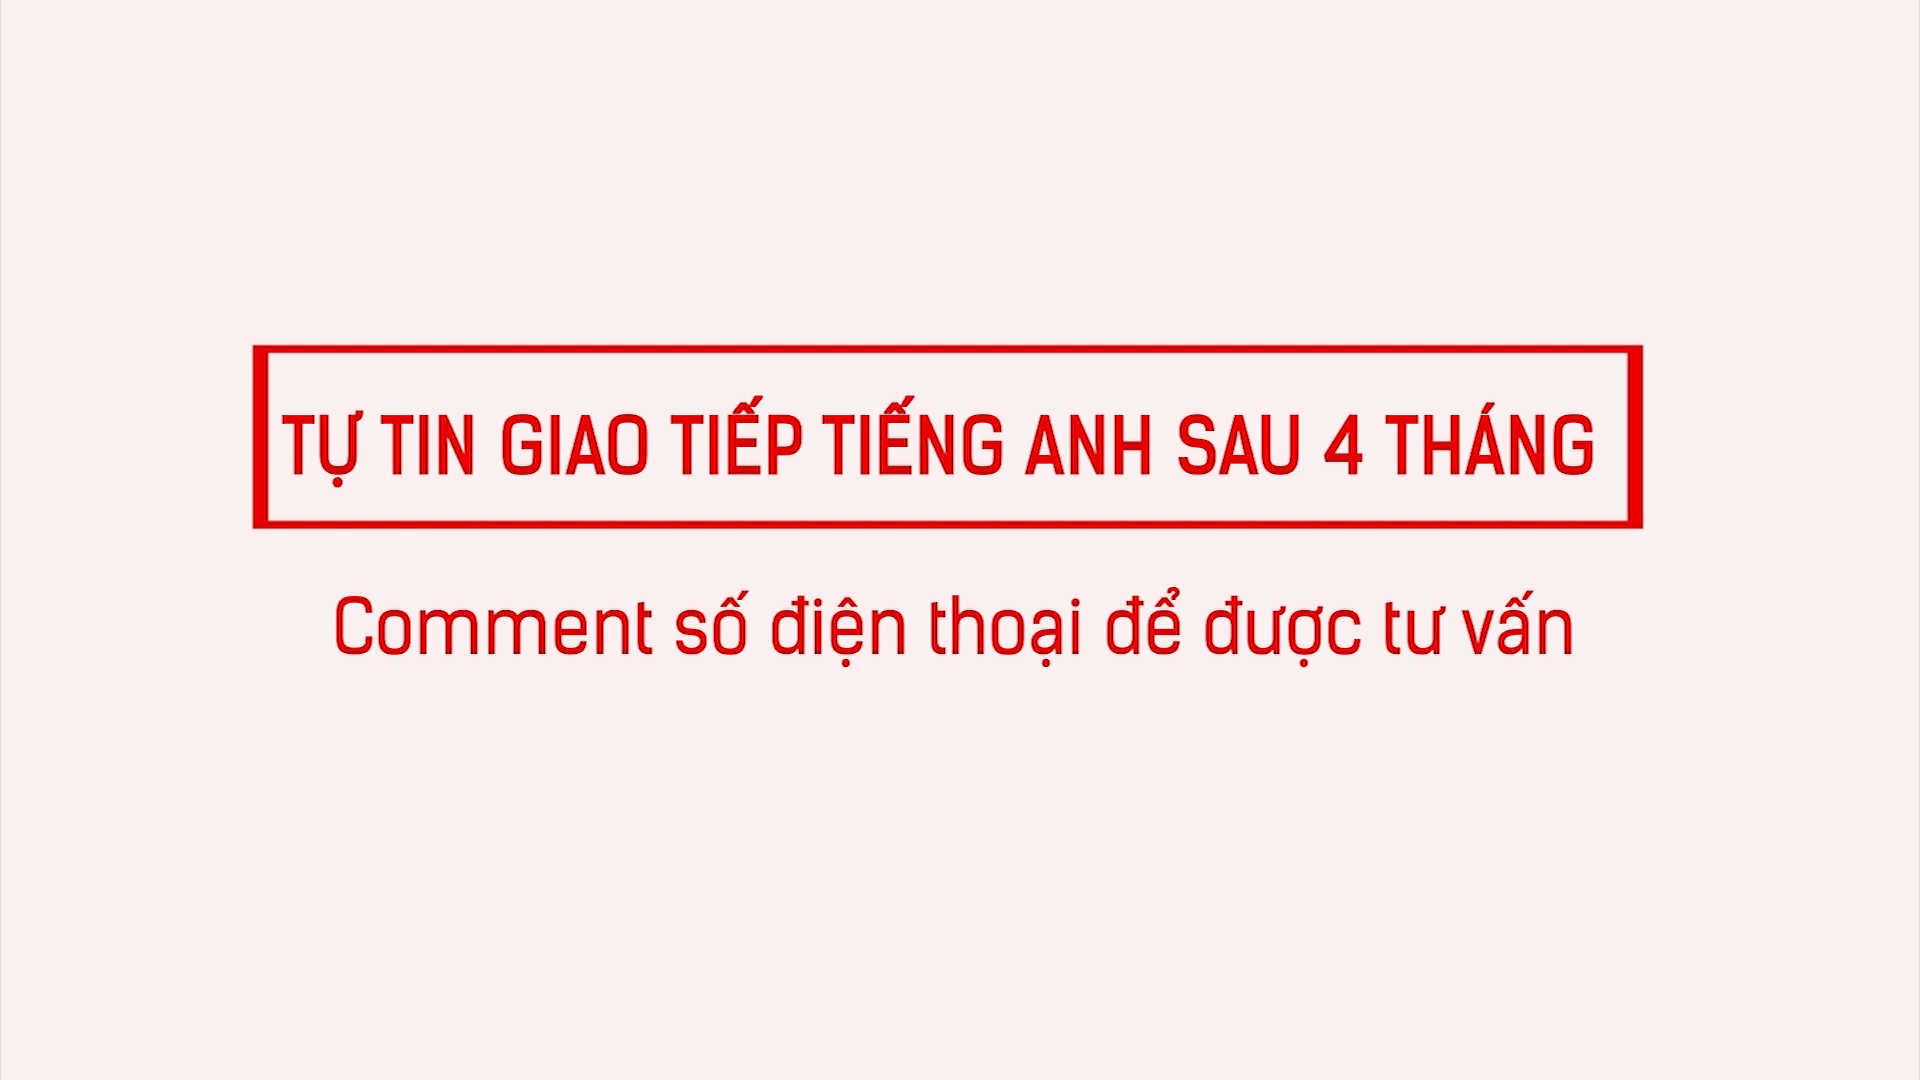 TỰ TIN GIAO TIẾP TIẾNG ANH SAU 4 THÁNG
Comment số điện thoại để được tư vấn